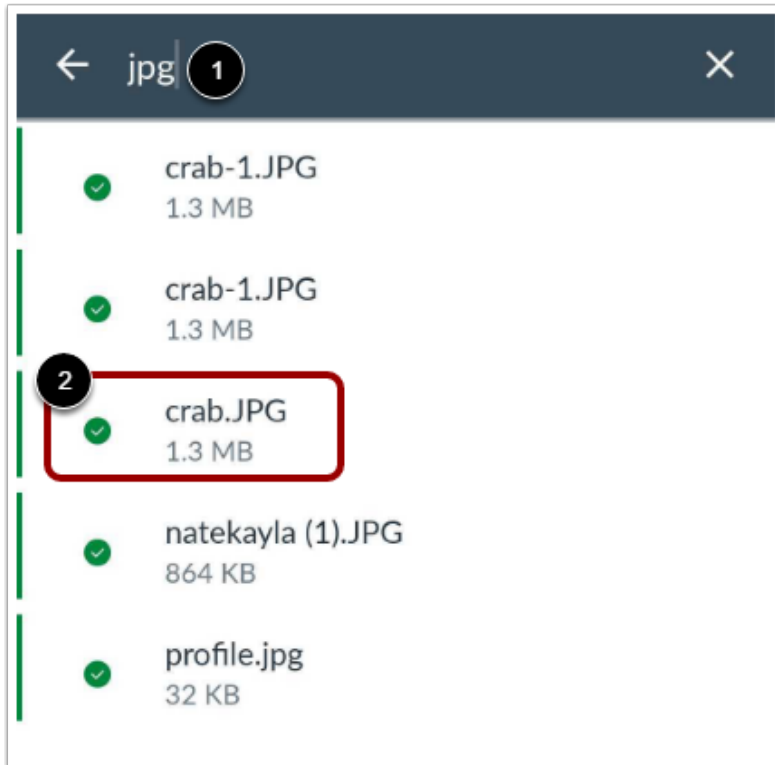 jpg 1
crab-1.JPG
1.3 MB
crab-1.JPG
1.3 MB
2
crab.JPG
1.3 MB
natekayla (1).JPG
864 KB
profile.jpg
32 KB